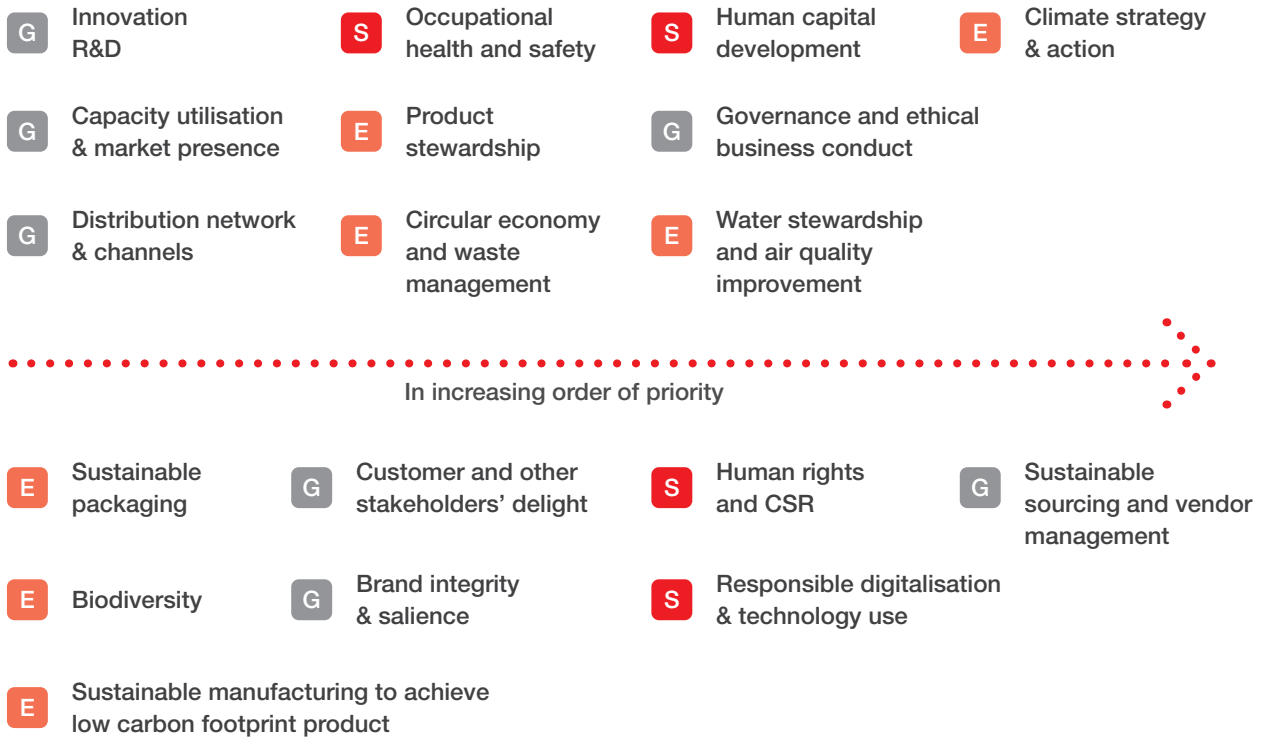 G Innovation
R&D
S Occupational
health and safety
S Human capital
development
E Climate strategy
& action
G Capacity utilisation
& market presence
E Product
stewardship
G Governance and ethical
business conduct
G Distribution network
& channels
E Circular economy
and waste
management
E Water stewardship
and air quality
improvement
In increasing order of priority
E Sustainable
packaging
G Customer and other
stakeholders’ delight
S Human rights
and CSR
G Sustainable
sourcing and vendor
management
E Biodiversity
G Brand integrity
& salience
S Responsible digitalisation
& technology use
E Sustainable manufacturing to achieve
low carbon footprint product